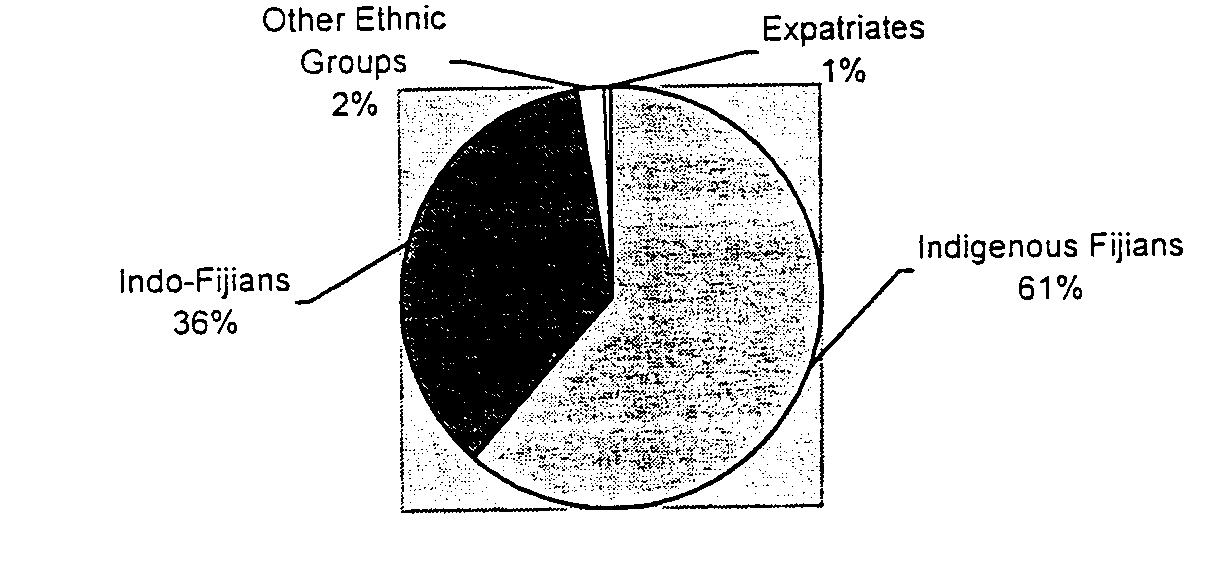 Other Ethnic
Groups
2%
Expatriates
1%
Indo-Fijians
36%
Indigenous Fijians
61%